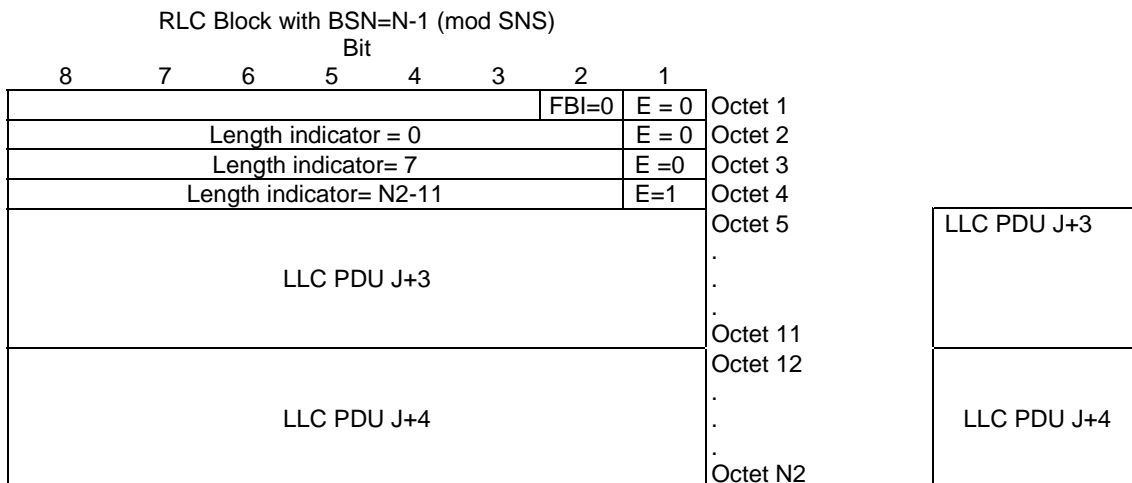 RLC Block with BSN=N-1 (mod SNS)
Bit
8 7 6 5 4 3 2 1
FBI=0 E = 0 Octet 1
Length indicator = 0 E = 0 Octet 2
Length indicator= 7 E =0 Octet 3
Length indicator= N2-11 E=1 Octet 4
Octet 5 LLC PDU J+3
.
LLC PDU J+3 .
.
Octet 11
Octet 12
.
LLC PDU J+4 . LLC PDU J+4
.
Octet N2